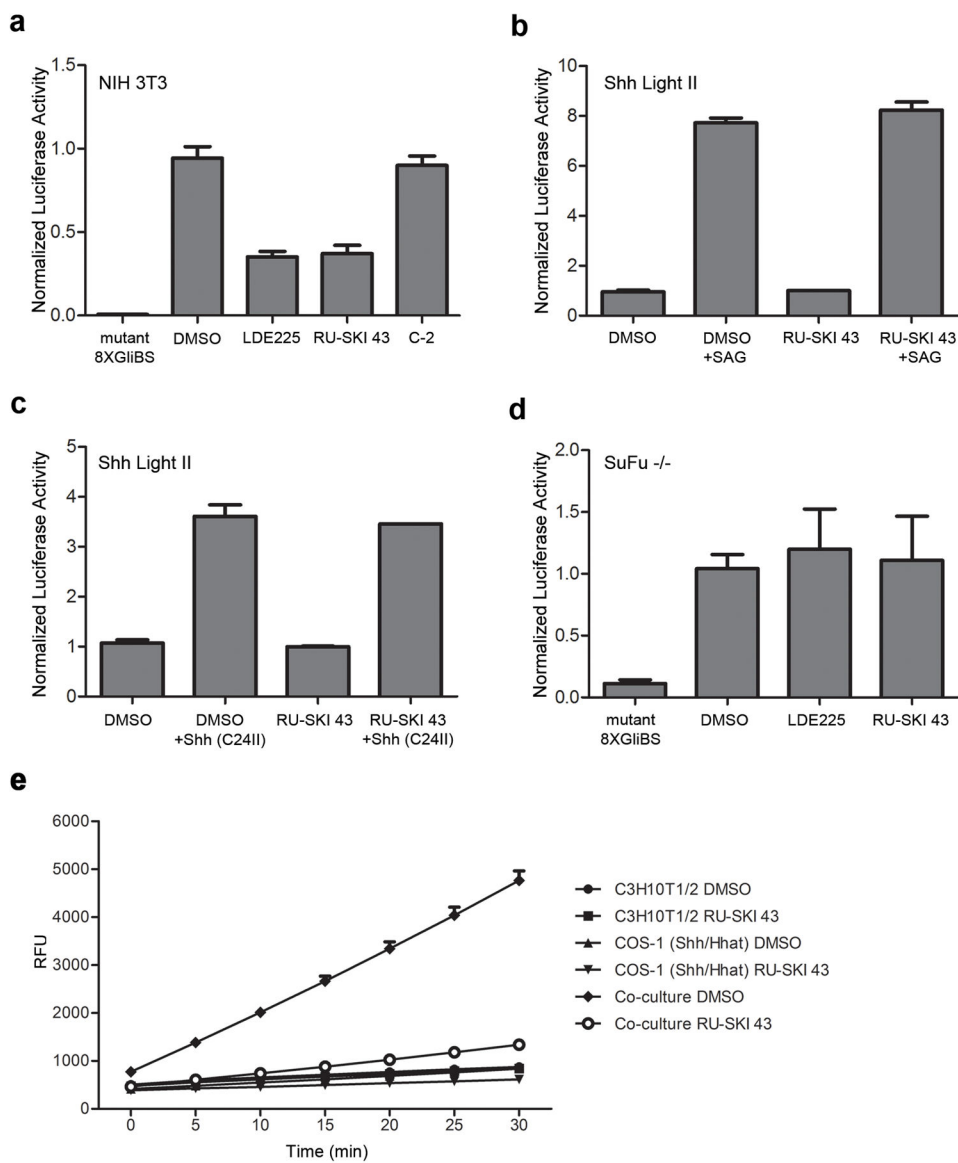 a
NIH 3T3
Normalized Luciferase Activity
1.5
1.0
0.5
0.0
mutant
8XGliBS
DMSO
LDE225
RU-SKI 43
C-2
b
Shh Light II
Normalized Luciferase Activity
10
8
6
4
2
0
DMSO
DMSO
+SAG
RU-SKI 43
RU-SKI 43
+SAG
c
Shh Light II
Normalized Luciferase Activity
5
4
3
2
1
0
DMSO
DMSO
+Shh (C24II)
RU-SKI 43
RU-SKI 43
+Shh (C24II)
d
SuFu -/-
Normalized Luciferase Activity
2.0
1.5
1.0
0.5
0.0
mutant
8XGliBS
DMSO
LDE225
RU-SKI 43
e
RFU
6000
5000
4000
3000
2000
1000
0
0 5 10 15 20 25 30
Time (min)
C3H10T1/2 DMSO
C3H10T1/2 RU-SKI 43
COS-1 (Shh/Hhat) DMSO
COS-1 (Shh/Hhat) RU-SKI 43
Co-culture DMSO
Co-culture RU-SKI 43